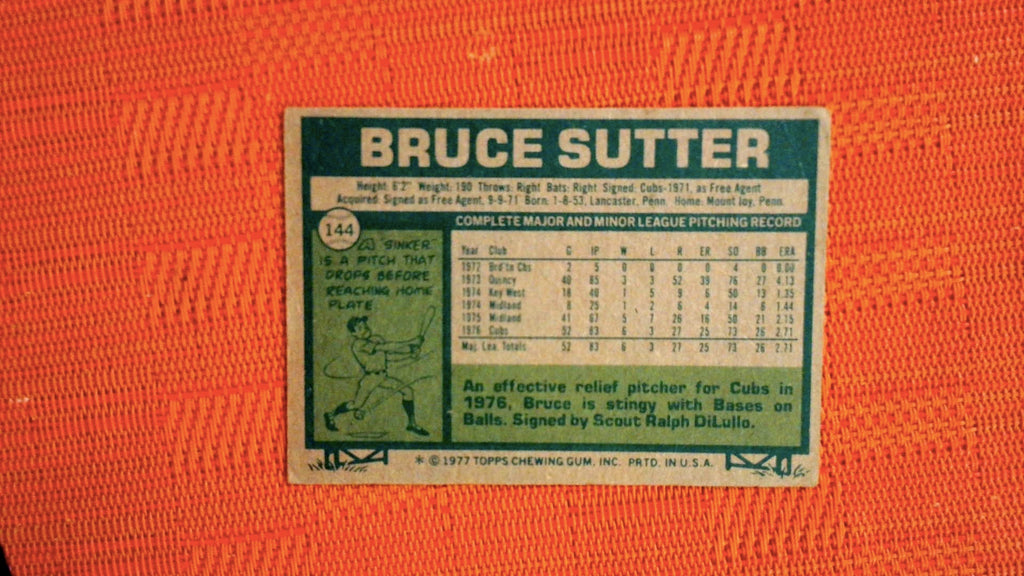 BRUCE SUTTER
Height: 6'2" Weight: 190 Throws: Right Bats: Right Signed: Cubs-1971, as Free Agent
Acquired: Signed as Free Agent, 9-9-71 Born: 1-8-53, Lancaster, Penn. Home: Mount Joy, Penn.
144
A "SINKER"
IS A PITCH THAT
DROPS BEFORE
REACHING HOME
PLATE
COMPLETE MAJOR AND MINOR LEAGUE PITCHING RECORD
Year Club G IP W L R ER SO BB ERA
1972 Brd'tn Cbs 2 5 0 0 0 0 4 0 0.00
1973 Quincy 40 85 3 3 52 39 76 27 4.13
1974 Key West 18 40 1 5 9 6 50 13 1.35
1974 Midland 8 25 1 2 6 4 14 6 1.44
1975 Midland 41 67 5 7 26 16 50 21 2.15
1976 Cubs 52 83 6 3 27 25 73 26 2.71
Maj. Lea. Totals 52 83 6 3 27 25 73 26 2.71
An effective relief pitcher for Cubs in
1976, Bruce is stingy with Bases on
Balls. Signed by Scout Ralph DiLullo.
* © 1977 TOPPS CHEWING GUM, INC. PRTD. IN U.S.A.